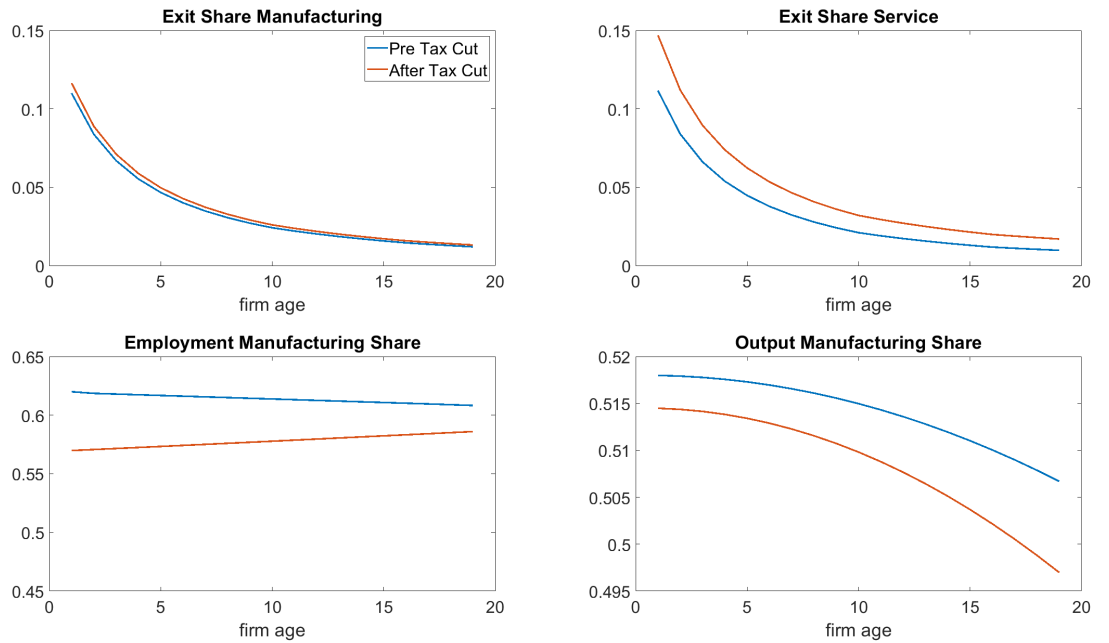 Exit Share Manufacturing
0.15
0.1
0.05
0
0 5 10 15 20
firm age
Pre Tax Cut
After Tax Cut
Exit Share Service
0.15
0.1
0.05
0
0 5 10 15 20
firm age
Employment Manufacturing Share
0.65
0.6
0.55
0.5
0.45
0 5 10 15 20
firm age
Output Manufacturing Share
0.52
0.515
0.51
0.505
0.5
0.495
0 5 10 15 20
firm age